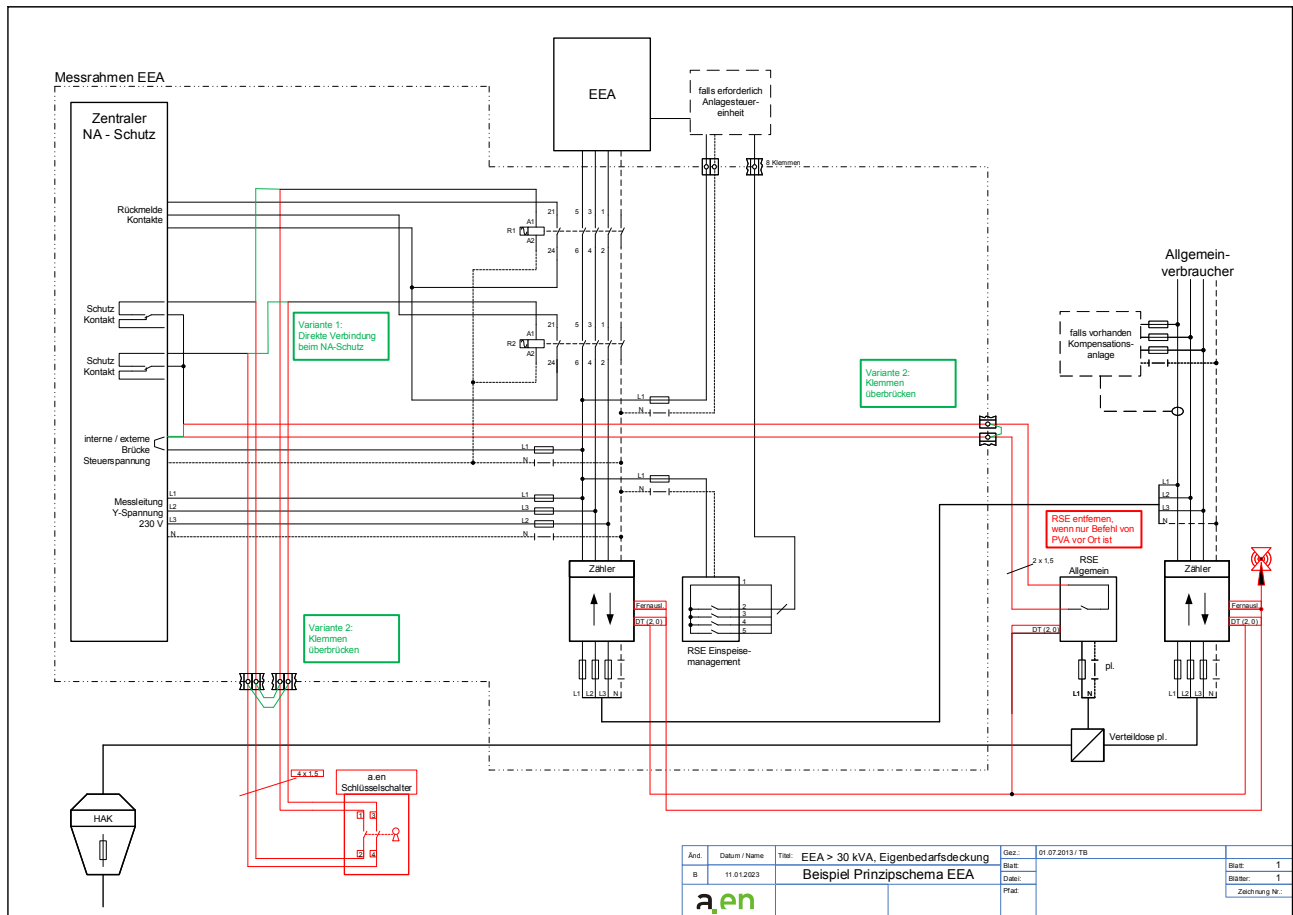 Messrahmen EEA
Zentraler
NA - Schutz
Rückmelde
Kontakte
Schutz
Kontakt
Schutz
Kontakt
interne / externe
Brücke
Steuerspannung
Messleitung
Y-Spannung
230 V
L1
L2
L3
N
EEA
falls erforderlich
Anlagesteuer-
einheit
8 Klemmen
R1
A1
A2
21
5
3
1
24
6
4
2
R2
A1
A2
21
5
3
1
24
6
4
2
Variante 1:
Direkte Verbindung
beim NA-Schutz
Variante 2:
Klemmen
überbrücken
Variante 2:
Klemmen
überbrücken
L1
N
L1
N
L1
N
L1
L3
L2
N
Allgemein-
verbraucher
falls vorhanden
Kompensations-
anlage
L1
L2
L3
N
RSE entfernen,
wenn nur Befehl von
PVA vor Ort ist
2 x 1,5
RSE
Allgemein
pl.
L1 N
Zähler
Fernausl.
DT (2, 0)
L1 L2 L3 N
1
2
3
4
5
RSE Einspeise-
management
Zähler
Fernausl.
DT (2, 0)
L1 L2 L3 N
Verteildose pl.
4 x 1,5
a.en
Schlüsselschalter
1
3
2
4
HAK
Änd.
Datum / Name
Titel:
EEA > 30 kVA, Eigenbedarfsdeckung
Gez.:
01.07.2013 / TB
B
11.01.2023
Beispiel Prinzipschema EEA
Blatt:
Datei:
Pfad:
Blatt: 1
Blätter: 1
Zeichnung Nr.:
a.en